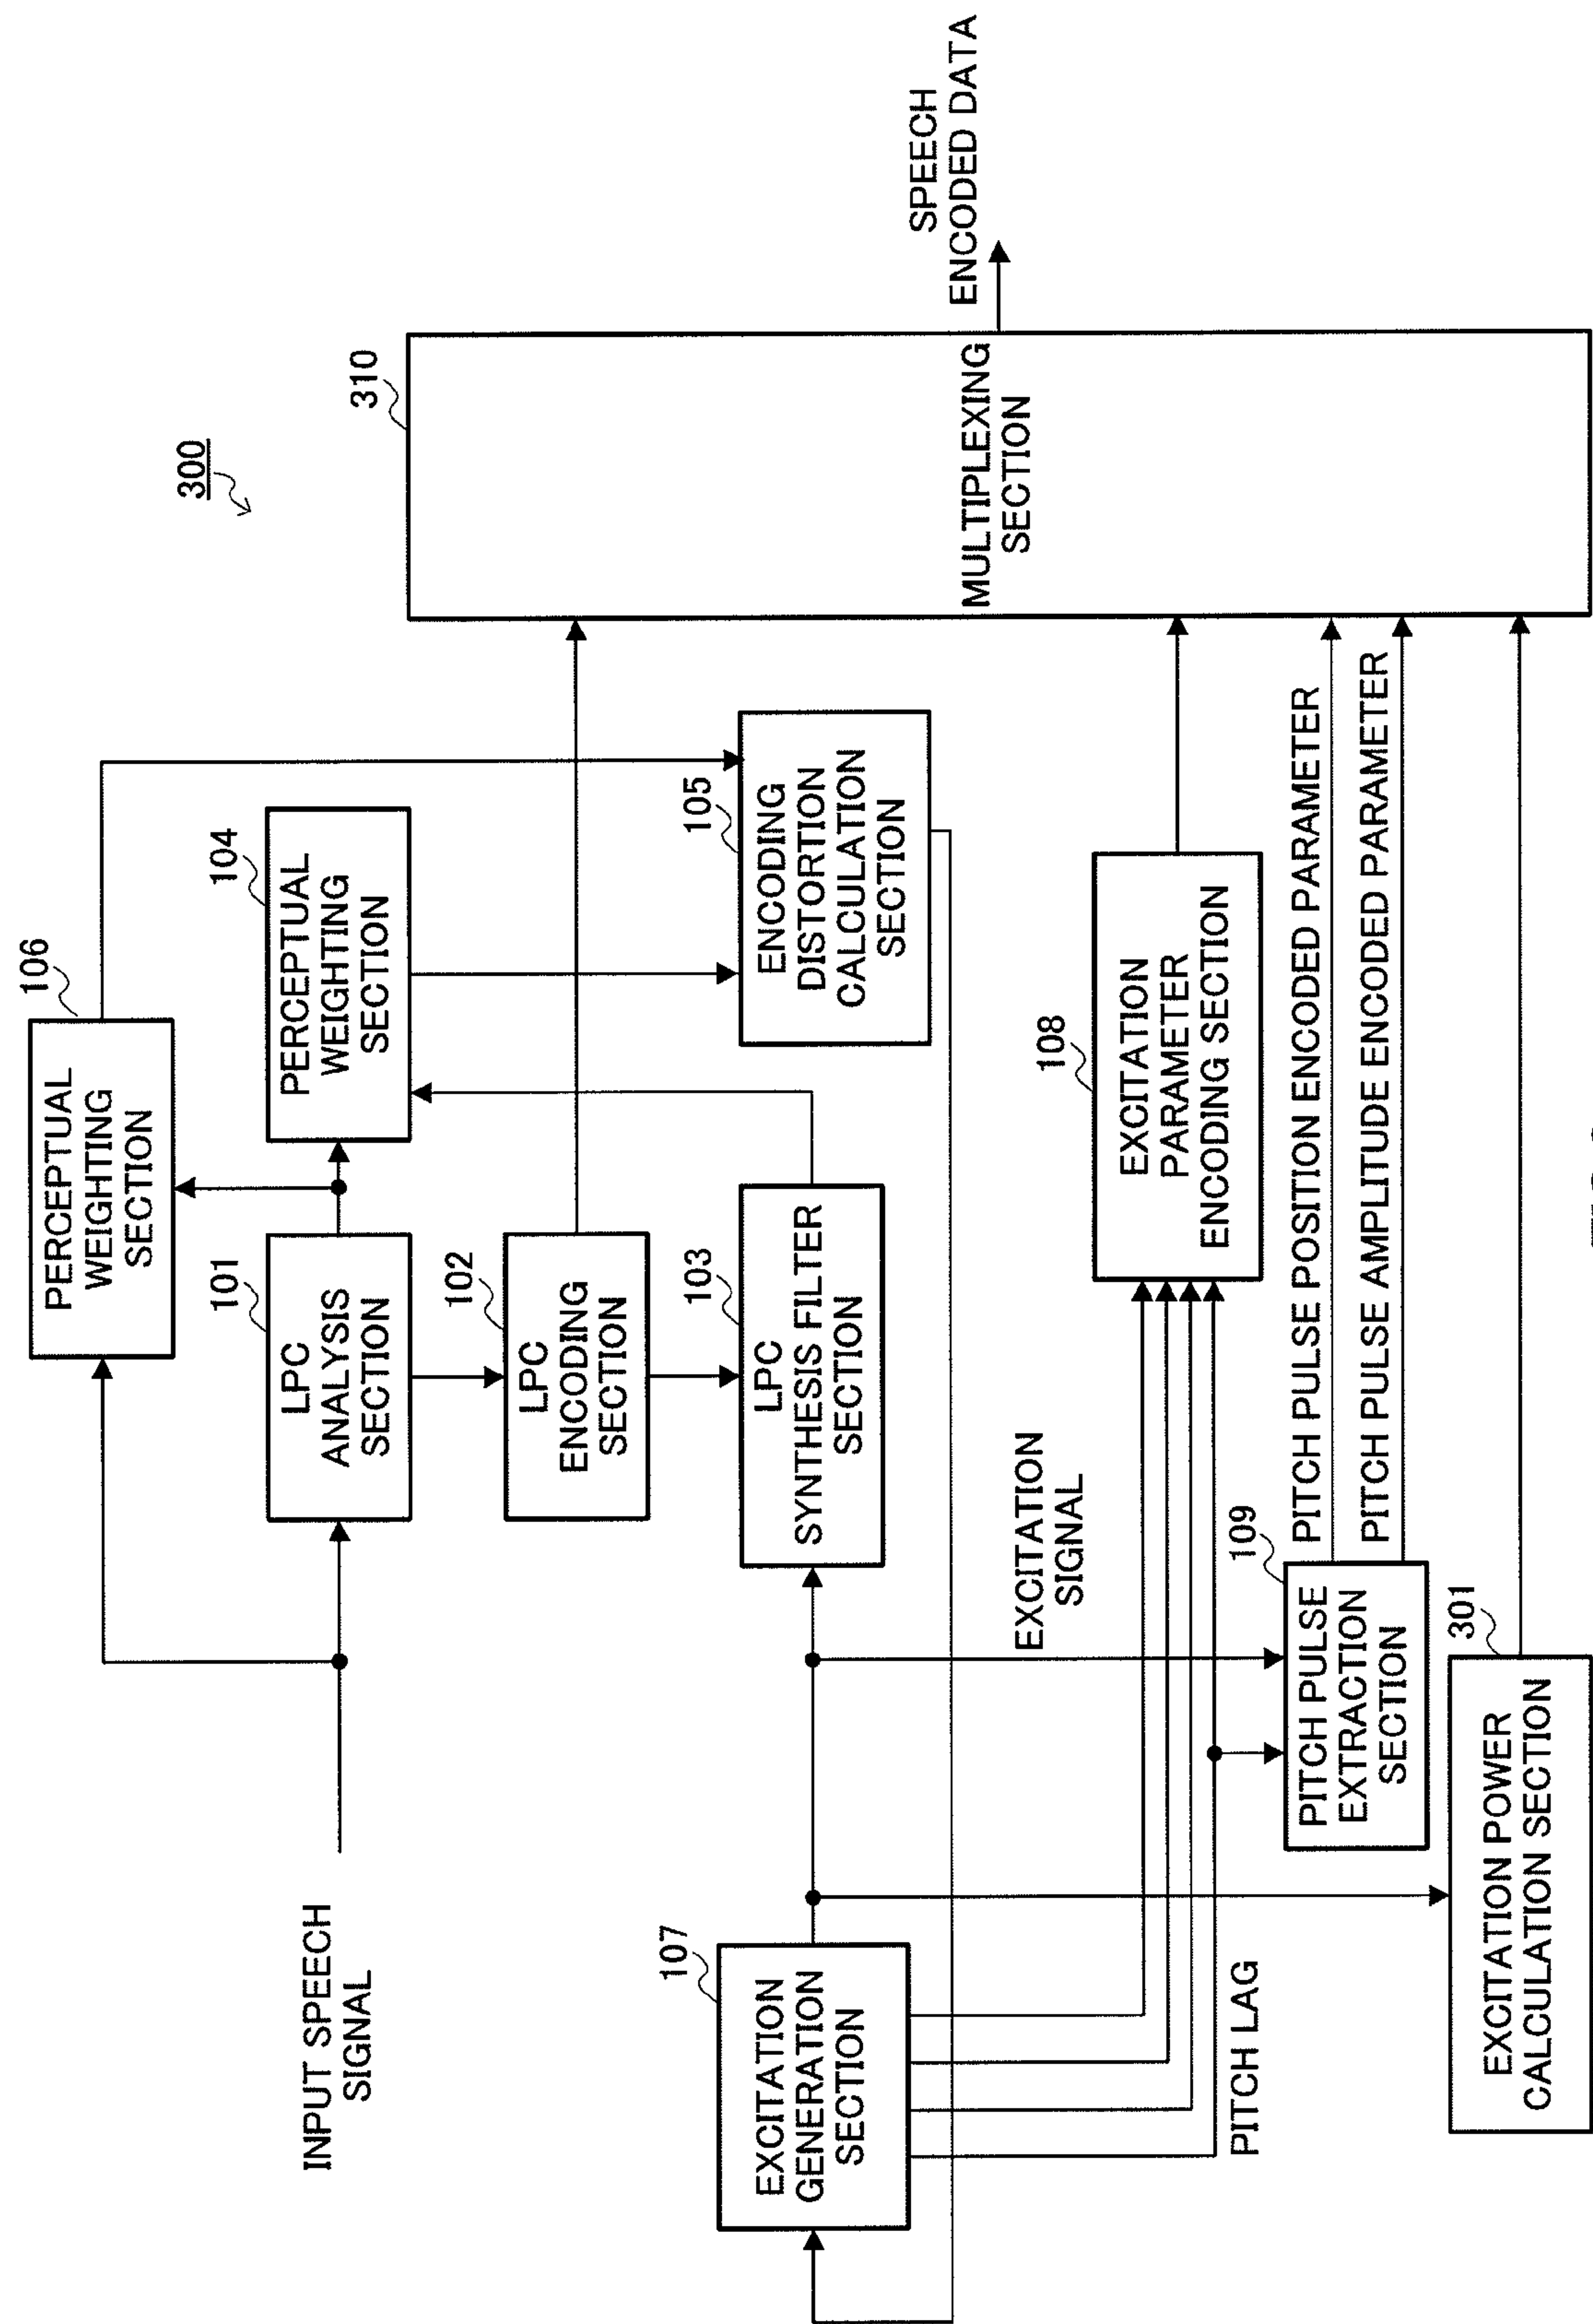 300
INPUT SPEECH
SIGNAL
106
PERCEPTUAL
WEIGHTING
SECTION
101
LPC
ANALYSIS
SECTION
104
PERCEPTUAL
WEIGHTING
SECTION
102
LPC
ENCODING
SECTION
103
LPC
SYNTHESIS FILTER
SECTION
105
ENCODING
DISTORTION
CALCULATION
SECTION
107
EXCITATION
GENERATION
SECTION
EXCITATION
SIGNAL
108
EXCITATION
PARAMETER
ENCODING SECTION
PITCH LAG
109
PITCH PULSE
EXTRACTION
SECTION
PITCH PULSE POSITION ENCODED PARAMETER
PITCH PULSE AMPLITUDE ENCODED PARAMETER
301
EXCITATION POWER
CALCULATION SECTION
310
MULTIPLEXING
SECTION
SPEECH
ENCODED DATA